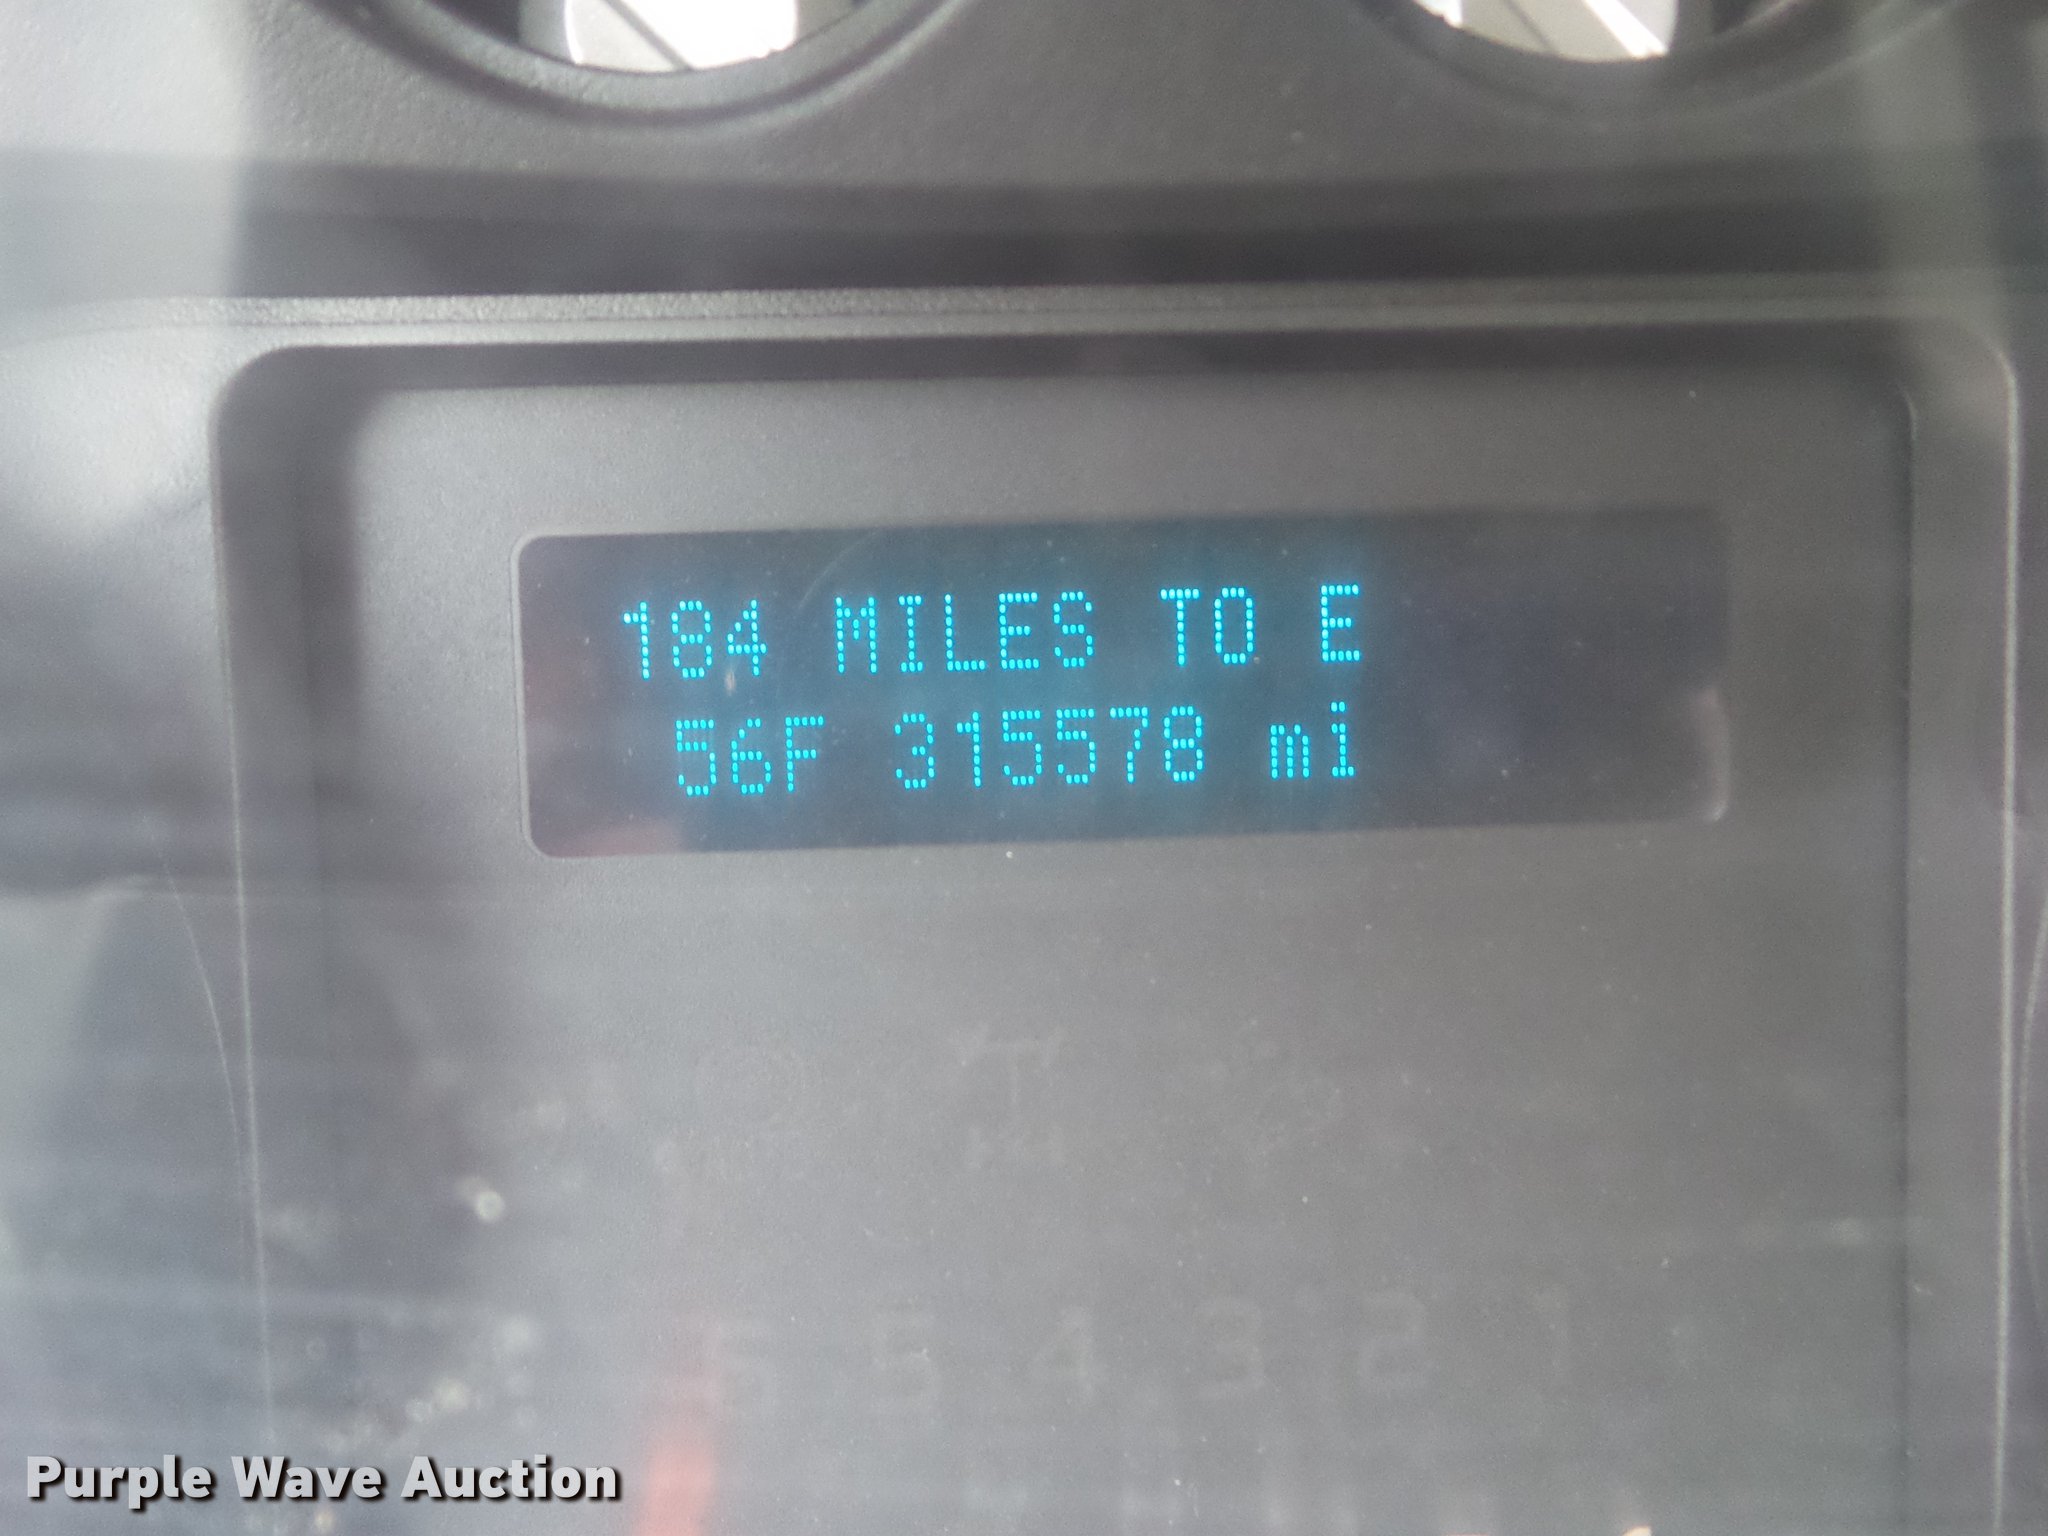 184 MILES TO E
56F 315578 mi
Purple Wave Auction